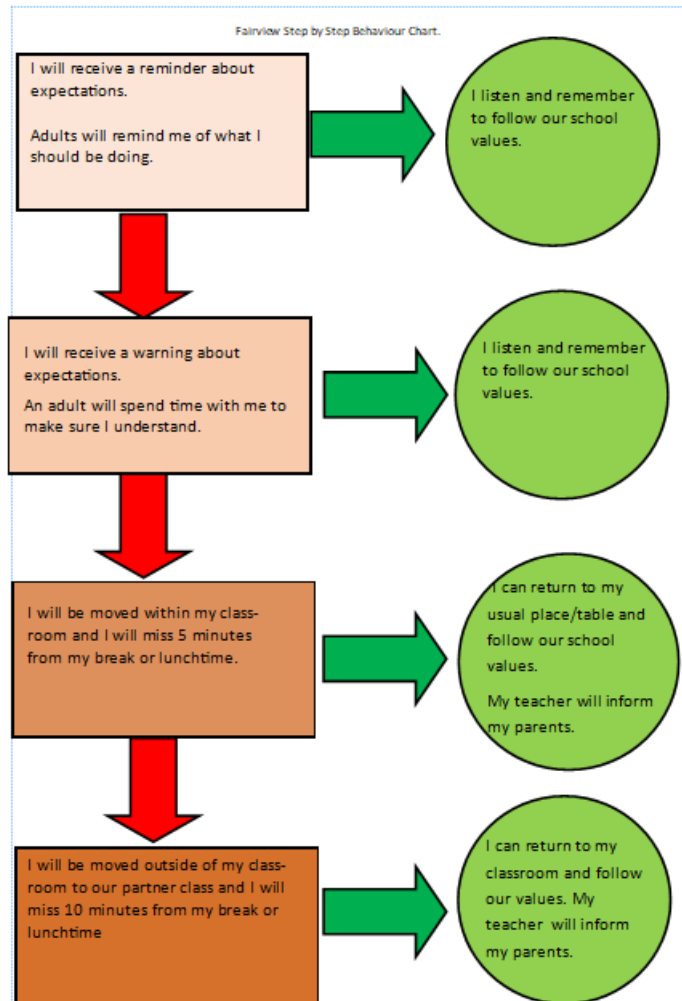 Fairview Step by Step Behaviour Chart.
I will receive a reminder about
expectations.
Adults will remind me of what I
should be doing.
I listen and remember
to follow our school
values.
I will receive a warning about
expectations.
An adult will spend time with me to
make sure I understand.
I listen and remember
to follow our school
values.
I will be moved within my class-
room and I will miss 5 minutes
from my break or lunchtime.
I can return to my
usual place/table and
follow our school
values.
My teacher will inform
my parents.
I will be moved outside of my class-
room to our partner class and I will
miss 10 minutes from my break or
lunchtime
I can return to my
classroom and follow
our values. My
teacher will inform
my parents.